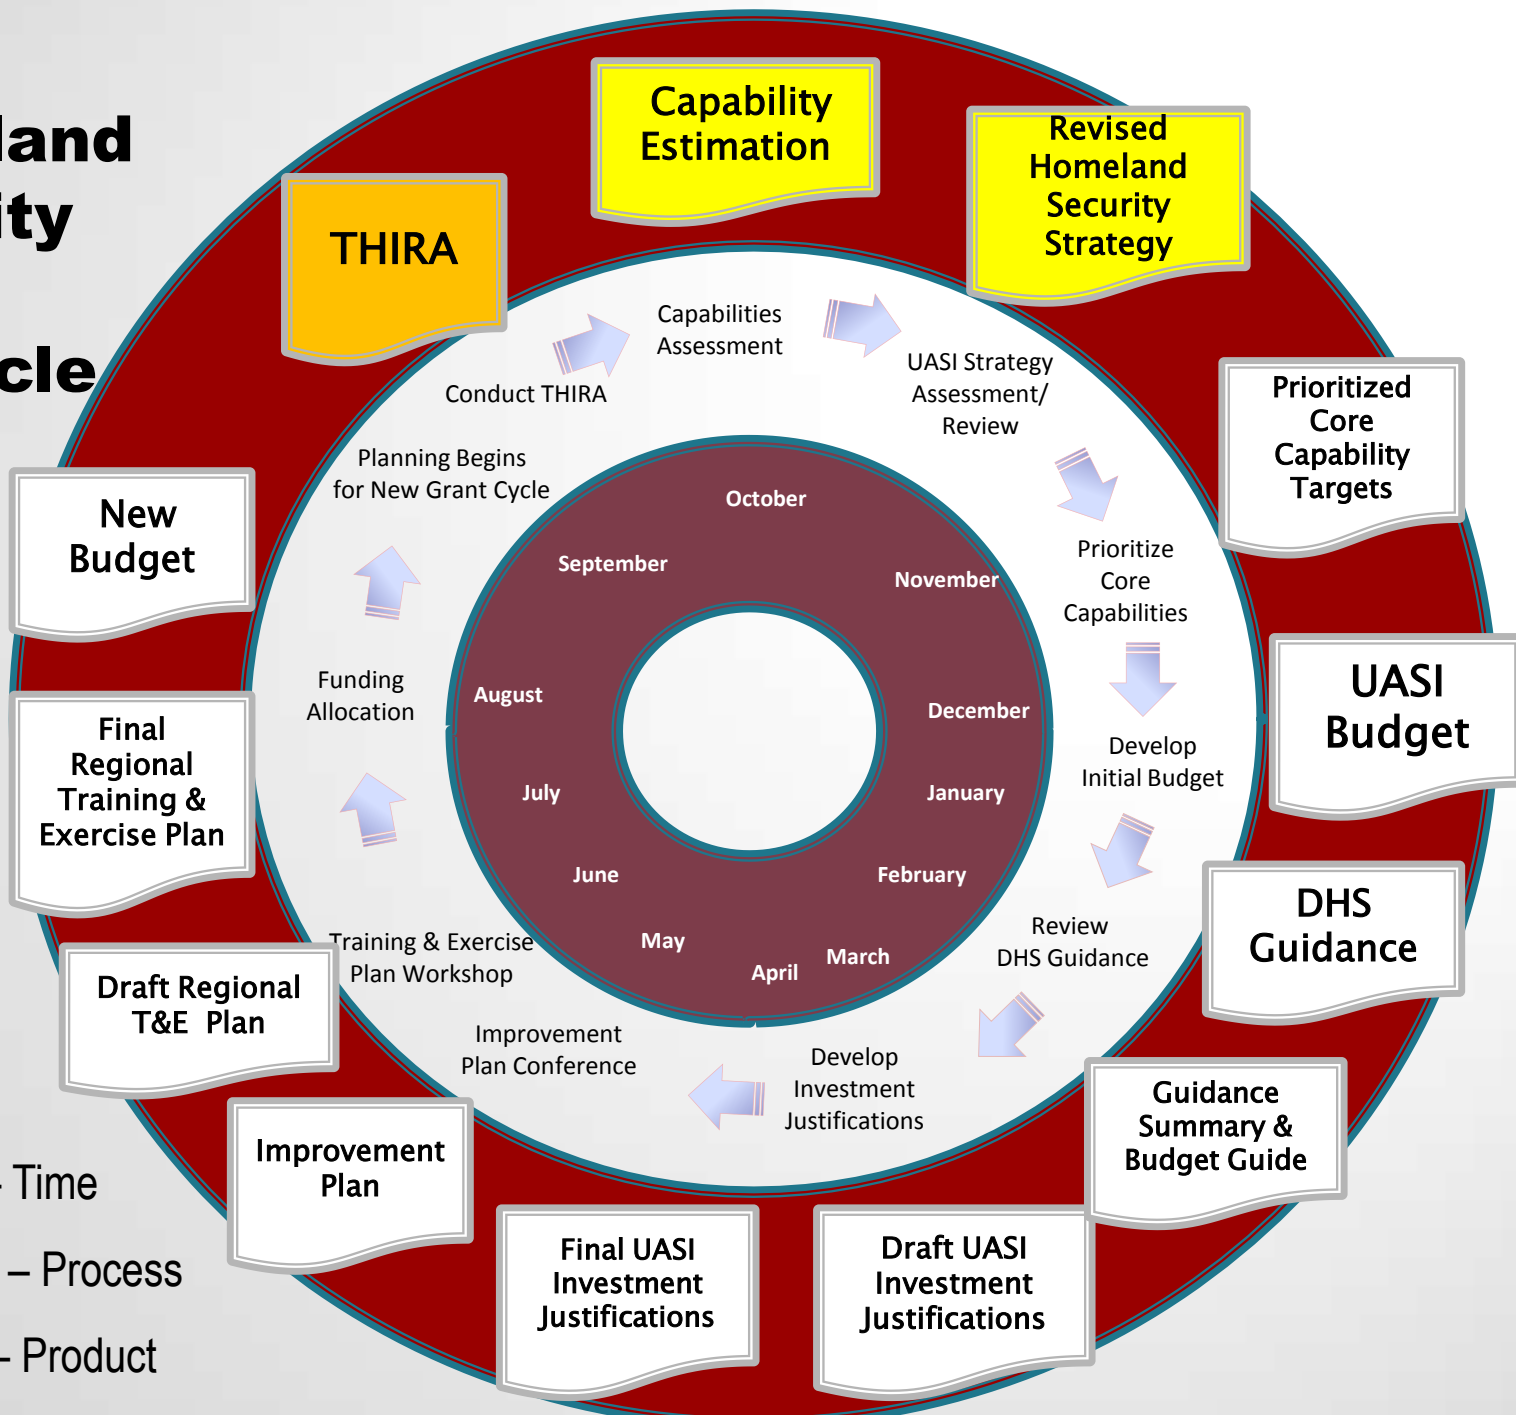 land
ity
cle
Capability
Estimation
Revised
Homeland
Security
Strategy
THIRA
Prioritized
Core
Capability
Targets
New
Budget
UASI
Budget
Final
Regional
Training &
Exercise Plan
DHS
Guidance
Draft Regional
T&E Plan
Guidance
Summary &
Budget Guide
Improvement
Plan
Final UASI
Investment
Justifications
Draft UASI
Investment
Justifications
Capabilities
Assessment
UASI Strategy
Assessment/
Review
Conduct THIRA
Planning Begins
for New Grant Cycle
Prioritize
Core
Capabilities
Funding
Allocation
Develop
Initial Budget
Review
DHS Guidance
Training & Exercise
Plan Workshop
Improvement
Plan Conference
Develop
Investment
Justifications
October
September
November
August
December
July
January
June
February
May
March
April
- Time
– Process
- Product